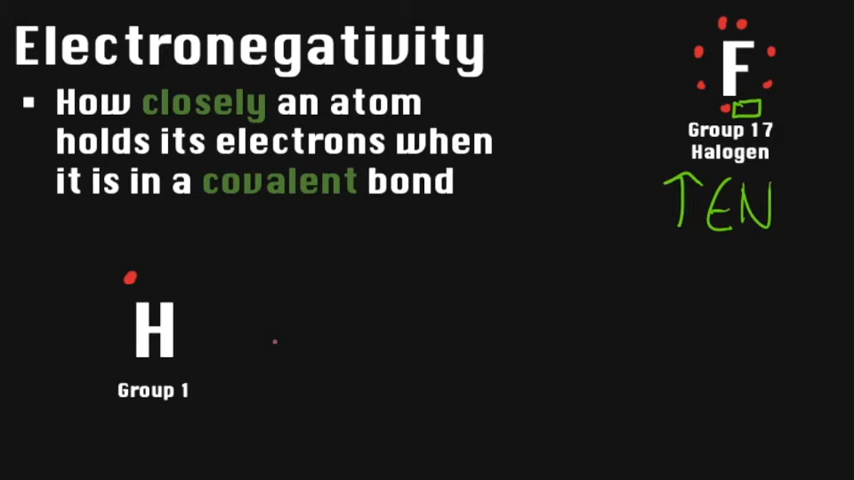 Electronegativity
▪ How closely an atom
holds its electrons when
it is in a covalent bond
F
Group 17
Halogen
↑EN
H
Group 1